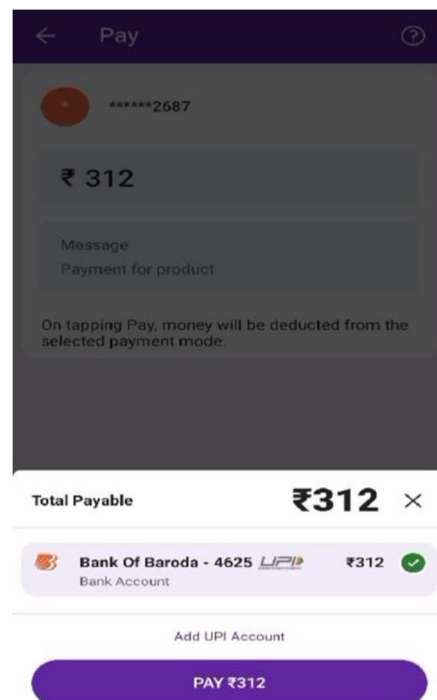 Pay
******2687
₹ 312
Message
Payment for product
On tapping Pay, money will be deducted from the
selected payment mode.
Total Payable ₹312
Bank Of Baroda - 4625 UPI ₹312
Bank Account
Add UPI Account
PAY ₹312